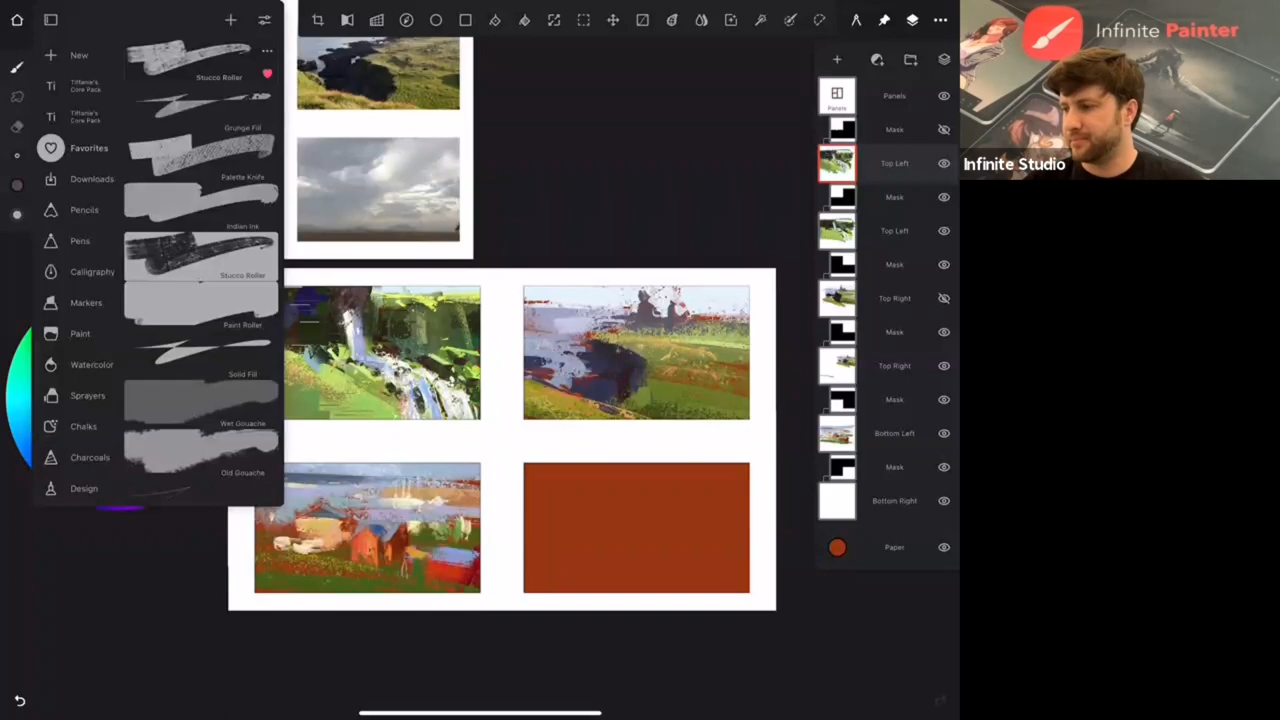 New
Ti Tiffanie's
Core Pack
Ti Tiffanie's
Core Pack
Favorites
Downloads
Pencils
Pens
Calligraphy
Markers
Paint
Watercolor
Sprayers
Chalks
Charcoals
Design
Stucco Roller
Grunge Fill
Palette Knife
Indian Ink
Stucco Roller
Paint Roller
Solid Fill
Wet Gouache
Old Gouache
Panels
Panels
Mask
Top Left
Mask
Top Left
Mask
Top Right
Mask
Top Right
Mask
Bottom Left
Mask
Bottom Right
Paper
Infinite Painter
Infinite Studio